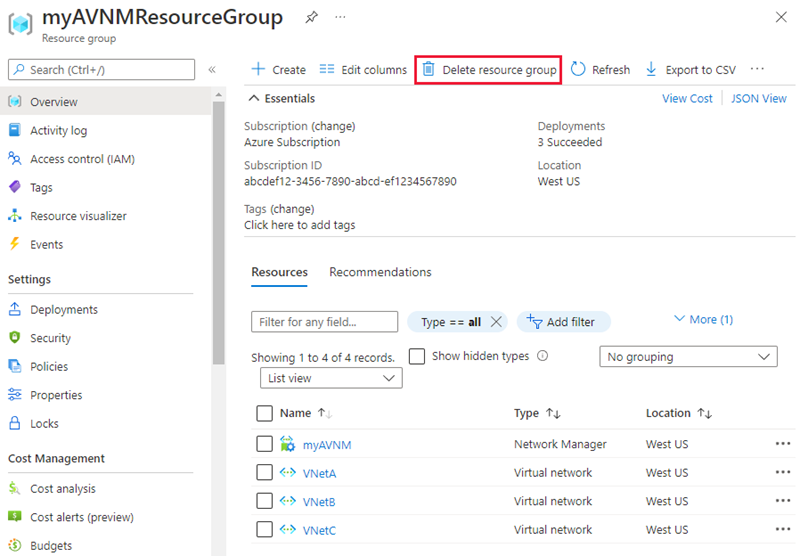 myAVNMResourceGroup
Resource group
Search (Ctrl+/)
Overview
Activity log
Access control (IAM)
Tags
Resource visualizer
Events
Settings
Deployments
Security
Policies
Properties
Locks
Cost Management
Cost analysis
Cost alerts (preview)
Budgets
Create Edit columns Delete resource group Refresh Export to CSV
Essentials View Cost JSON View
Subscription (change)
Azure Subscription
Subscription ID
abcdef12-3456-7890-abcd-ef1234567890
Tags (change)
Click here to add tags
Deployments
3 Succeeded
Location
West US
Resources Recommendations
Filter for any field... Type == all Add filter More (1)
Showing 1 to 4 of 4 records. Show hidden types No grouping
List view
Name Type Location
myAVNM Network Manager West US
VNetA Virtual network West US
VNetB Virtual network West US
VNetC Virtual network West US